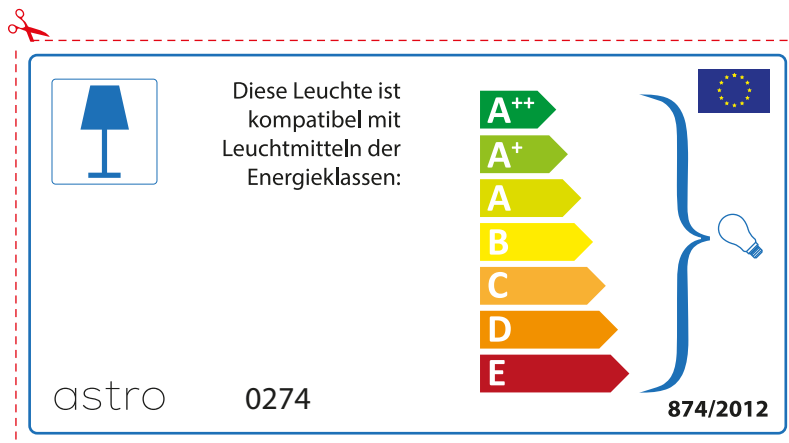 Diese Leuchte ist
kompatibel mit
Leuchtmitteln der
Energieklassen:
A++
A+
A
B
C
D
E
astro 0274
874/2012